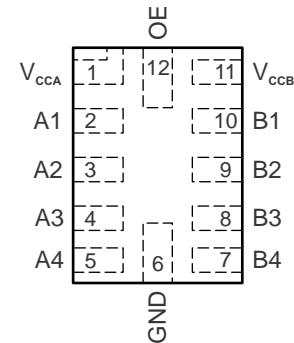 OE
VCCA 1 12 11 VCCB
A1 2 10 B1
A2 3 9 B2
A3 4 8 B3
A4 5 6 7 B4
GND